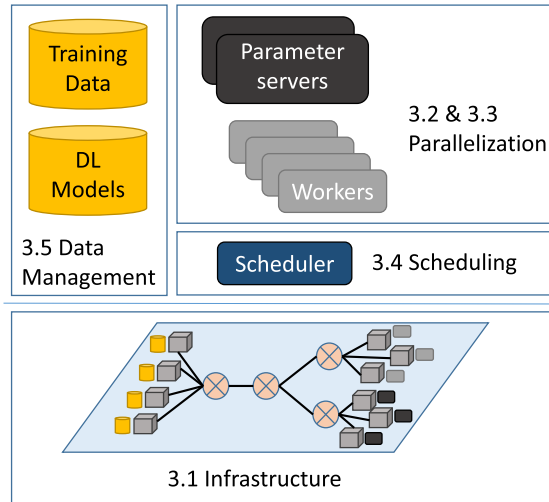 Training
Data
DL
Models
3.5 Data
Management
Parameter
servers
3.2 & 3.3
Parallelization
Workers
Scheduler
3.4 Scheduling
3.1 Infrastructure